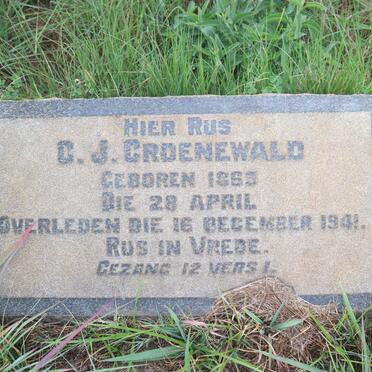 HIER RUS
C. J. GROENEWALD
GEBOREN 1865
DIE 28 APRIL
OVERLEDEN DIE 16 DECEMBER 1941.
RUS IN VREDE.
GEZANG 12 VERS 1.